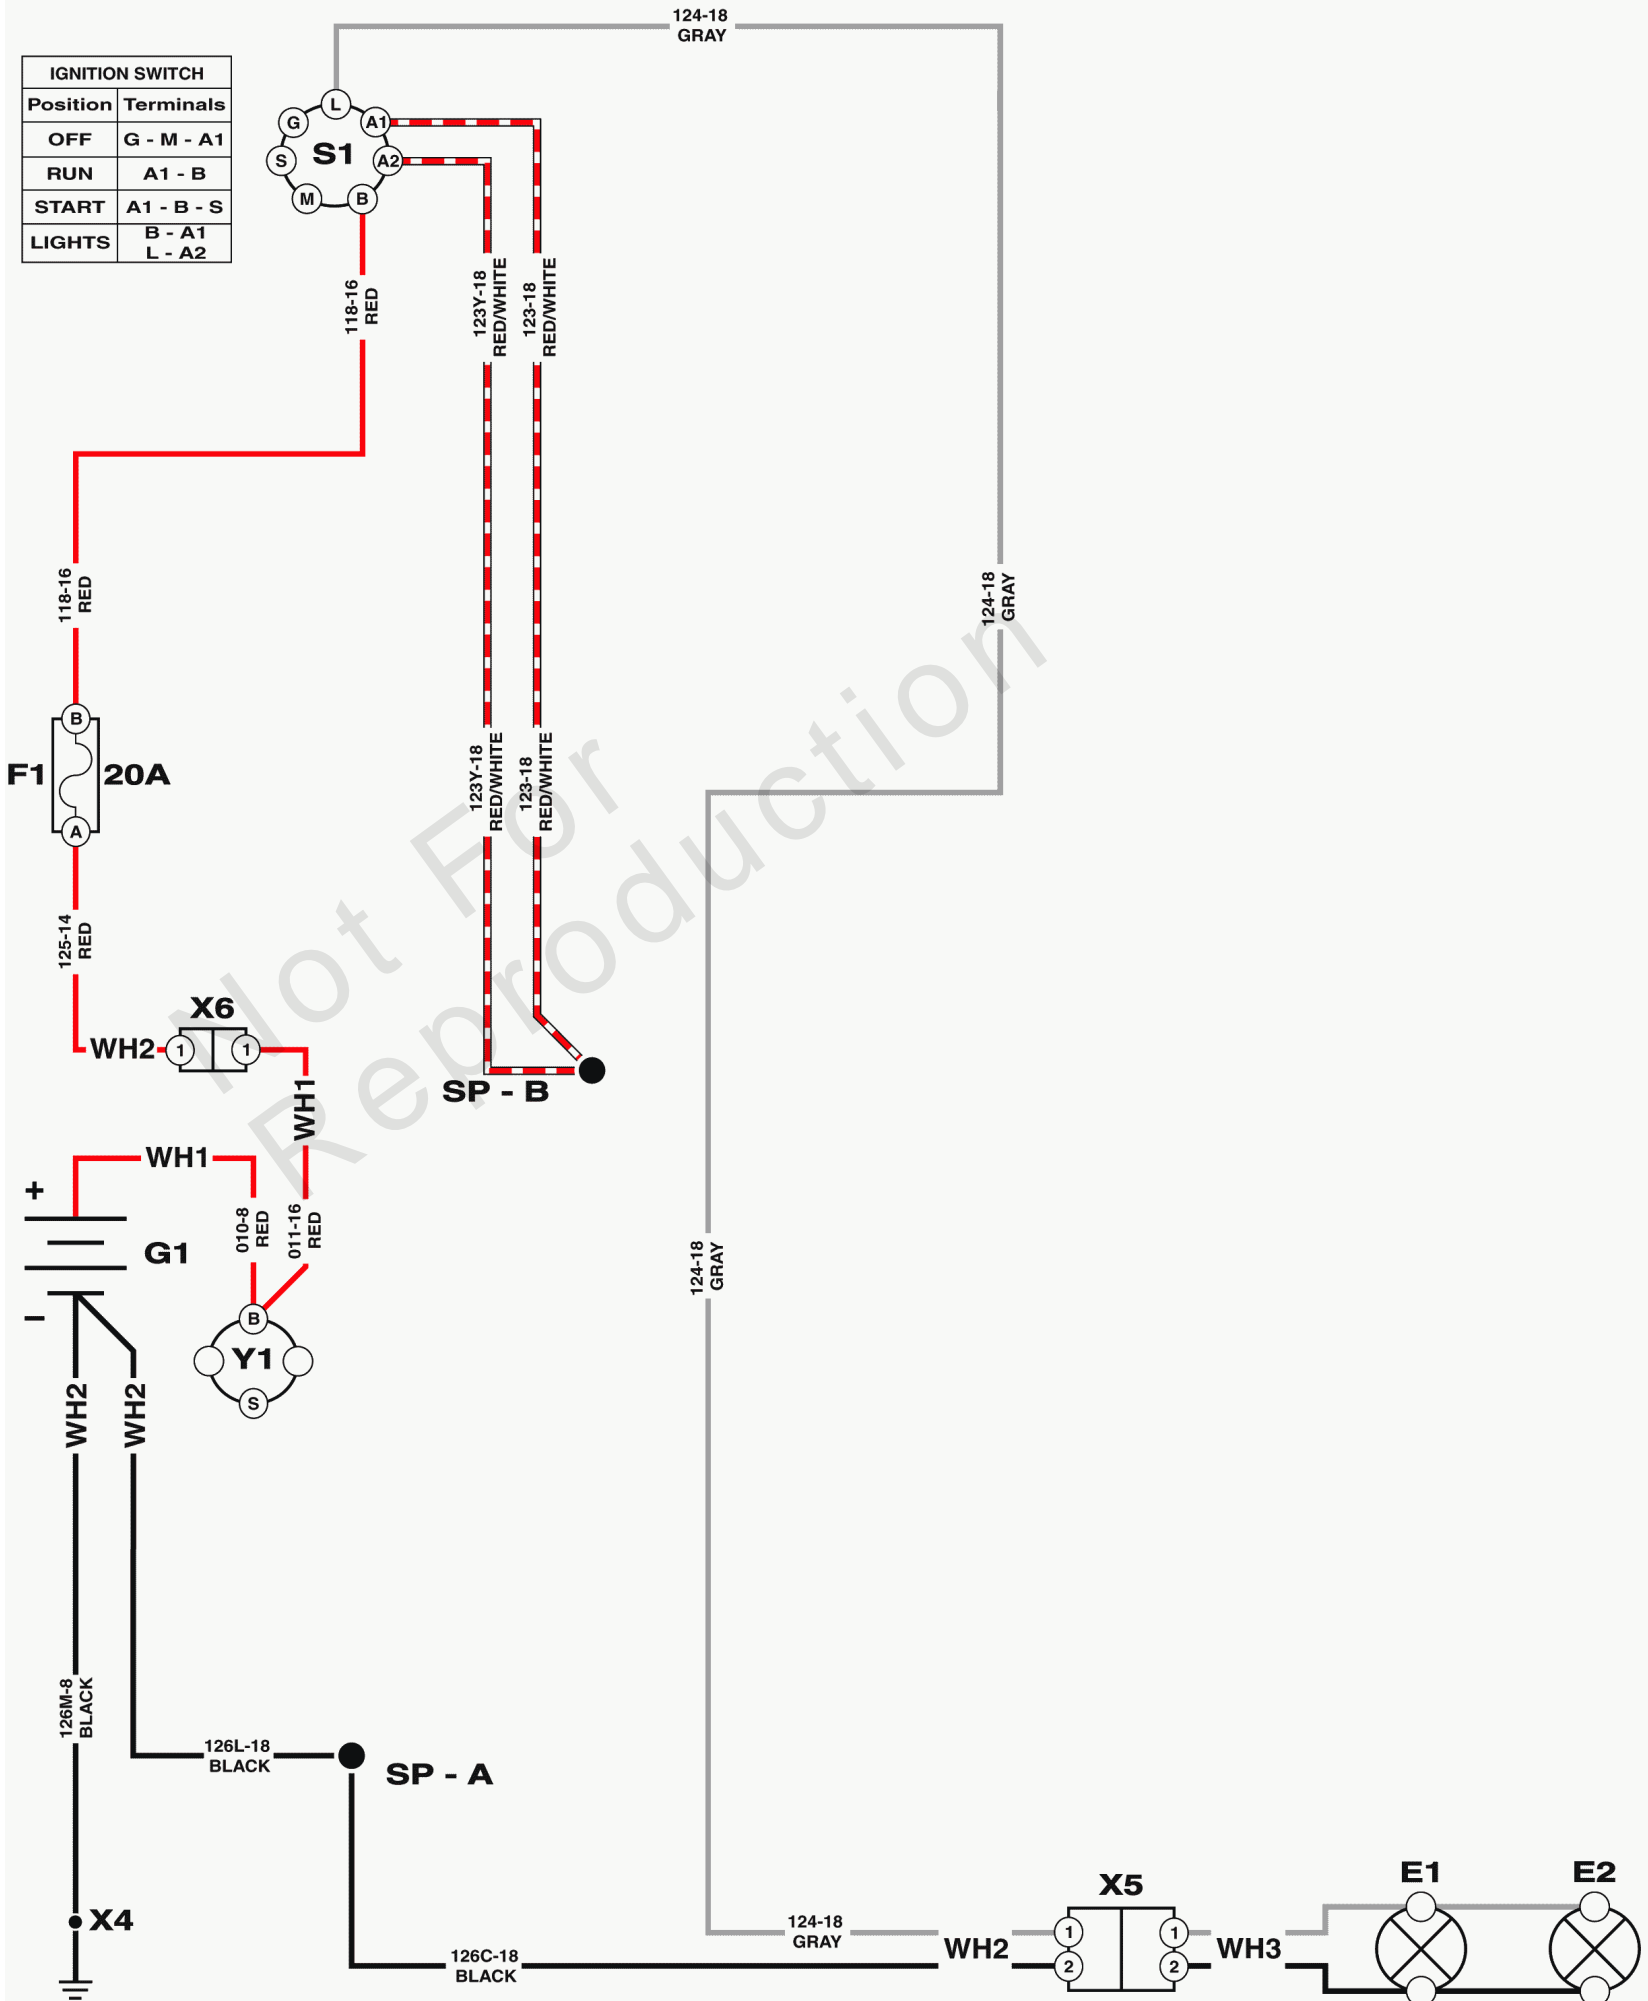 124-18
GRAY
IGNITION SWITCH
Position Terminals
OFF G - M - A1
RUN A1 - B
START A1 - B - S
LIGHTS B - A1
L - A2
L
G
A1
S
S1
A2
M
B
118-16
RED
123Y-18
RED/WHITE
123-18
RED/WHITE
118-16
RED
124-18
GRAY
B
F1
20A
A
123Y-18
RED/WHITE
123-18
RED/WHITE
Not For
Reproduction
125-14
RED
X6
WH2
1
1
WH1
SP - B
WH1
+
010-8
RED
011-16
RED
G1
124-18
GRAY
–
B
Y1
S
WH2
WH2
126M-8
BLACK
126L-18
BLACK
SP - A
X4
X5
E1
E2
124-18
GRAY
WH2
1
1
WH3
126C-18
BLACK
2
2